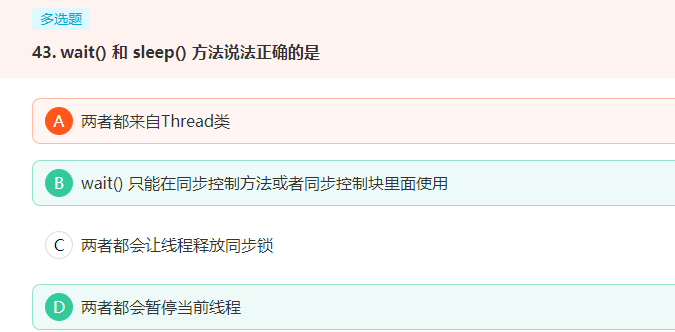 多选题
43. wait() 和 sleep() 方法说法正确的是
A 两者都来自Thread类
B wait() 只能在同步控制方法或者同步控制块里面使用
C 两者都会让线程释放同步锁
D 两者都会暂停当前线程